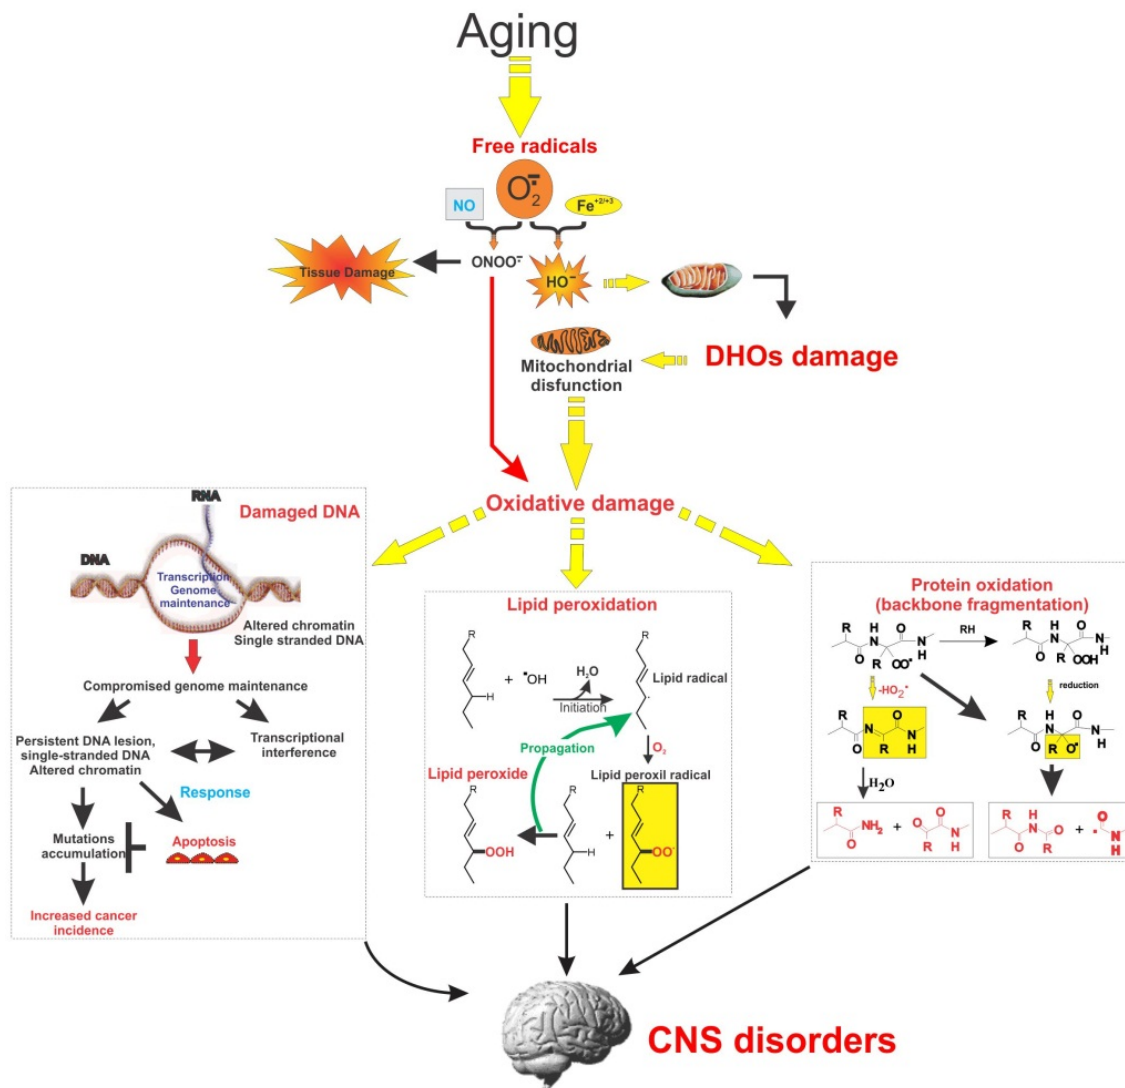 Aging
Free radicals
O2•−
NO
Fe+2/+3
Tissue Damage
ONOO•−
HO−
DHOs damage
Mitochondrial
disfunction
Oxidative damage
RNA
Damaged DNA
DNA
Transcription
Genome
maintenance
Altered chromatin
Single stranded DNA
Compromised genome maintenance
Persistent DNA lesion,
single-stranded DNA
Altered chromatin
Transcriptional
interference
Response
Mutations
accumulation
Apoptosis
Increased cancer
incidence
Lipid peroxidation
R
H
+ •OH
H2O
Initiation
R
Lipid radical
Propagation
O2
Lipid peroxide
Lipid peroxil radical
R
OOH
R
H
+
R
OO•
Protein oxidation
(backbone fragmentation)
R
H
N
O
R
OO•
O
N
H
RH
R
H
N
O
R
OOH
O
H
N
-HO2•
reduction
R
O
N
R
O
N
H
R
H
N
O
R
O•
O
N
H
H2O
R
O
NH2
+
O
R
O
N
H
R
O
H
N
O
R
+
•
O
N
H
CNS disorders